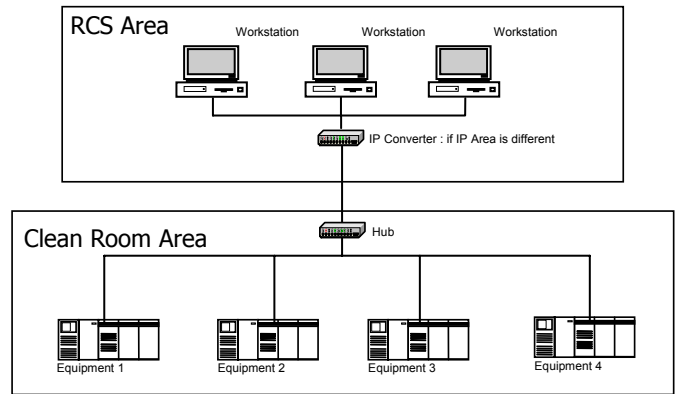 RCS Area
Workstation
Workstation
Workstation
IP Converter : if IP Area is different
Clean Room Area
Hub
Equipment 1
Equipment 2
Equipment 3
Equipment 4